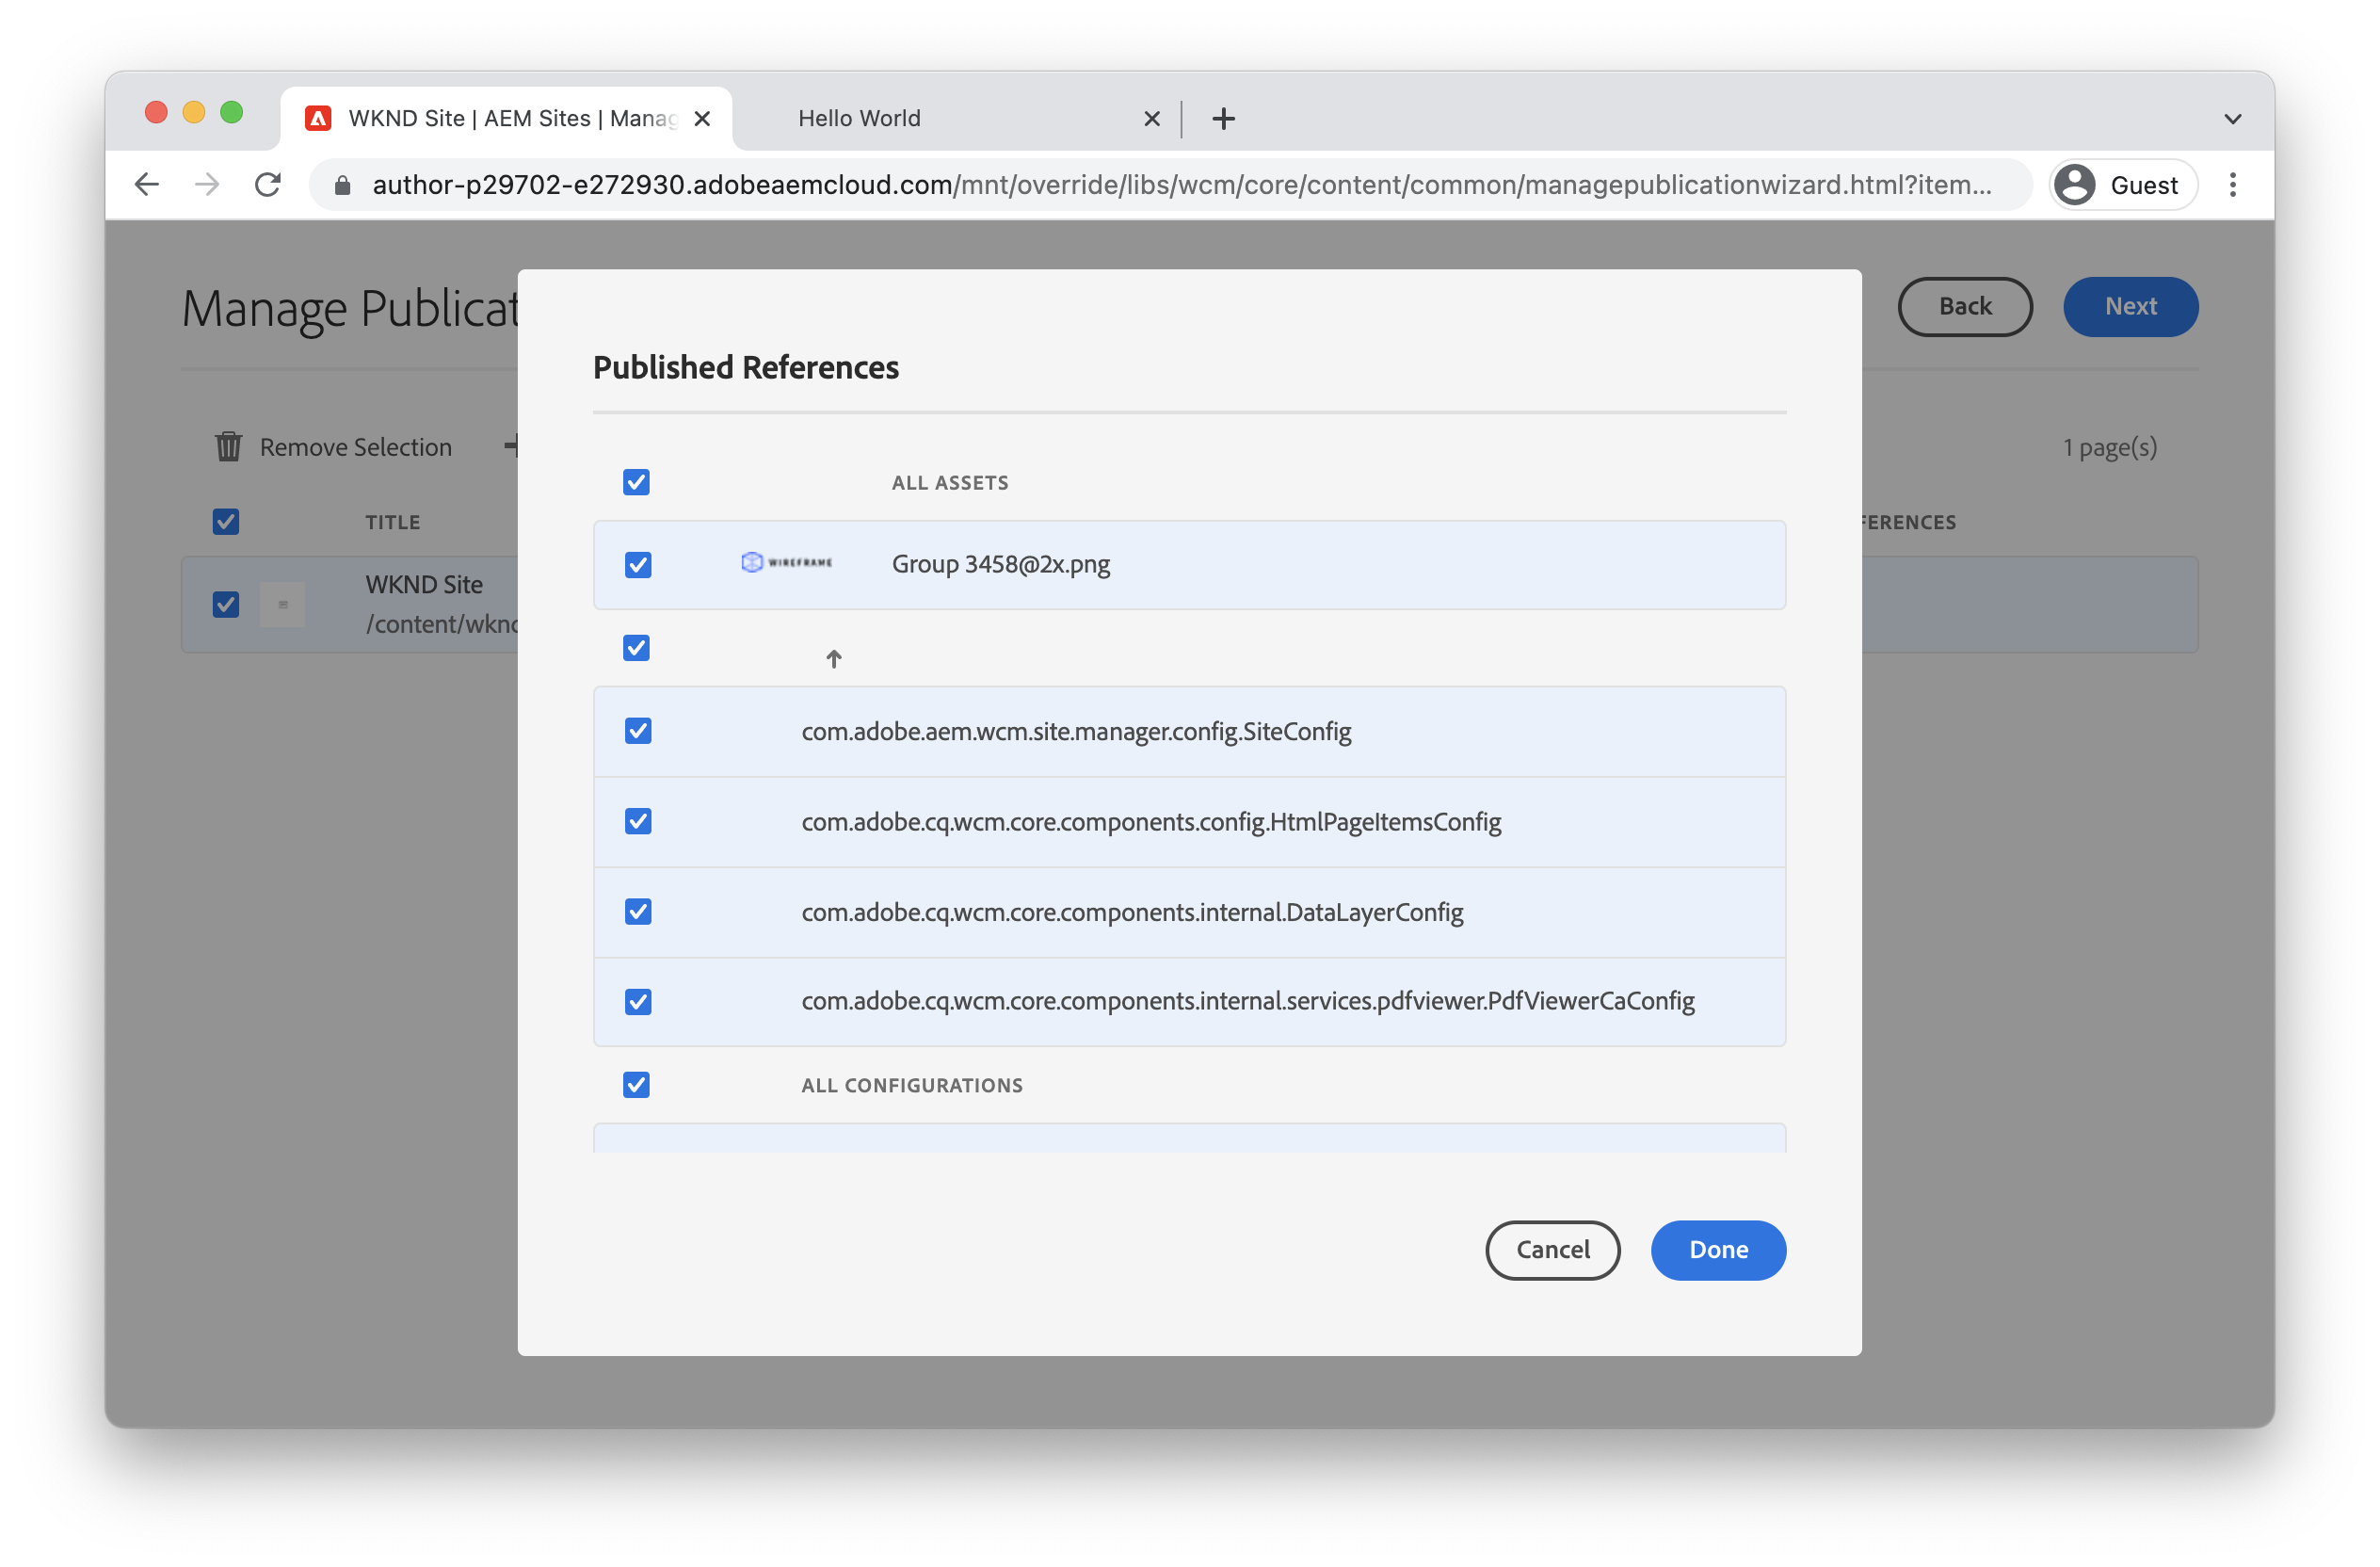 WKND Site | AEM Sites | Manag
Hello World
author-p29702-e272930.adobeaemcloud.com/mnt/override/libs/wcm/core/content/common/managepublicationwizard.html?item...
Guest
Manage Publicat
Back
Next
Published References
Remove Selection
1 page(s)
ALL ASSETS
TITLE
FERENCES
WIREFRAME
Group 3458@2x.png
WKND Site
/content/wknd
com.adobe.aem.wcm.site.manager.config.SiteConfig
com.adobe.cq.wcm.core.components.config.HtmlPageItemsConfig
com.adobe.cq.wcm.core.components.internal.DataLayerConfig
com.adobe.cq.wcm.core.components.internal.services.pdfviewer.PdfViewerCaConfig
ALL CONFIGURATIONS
Cancel
Done